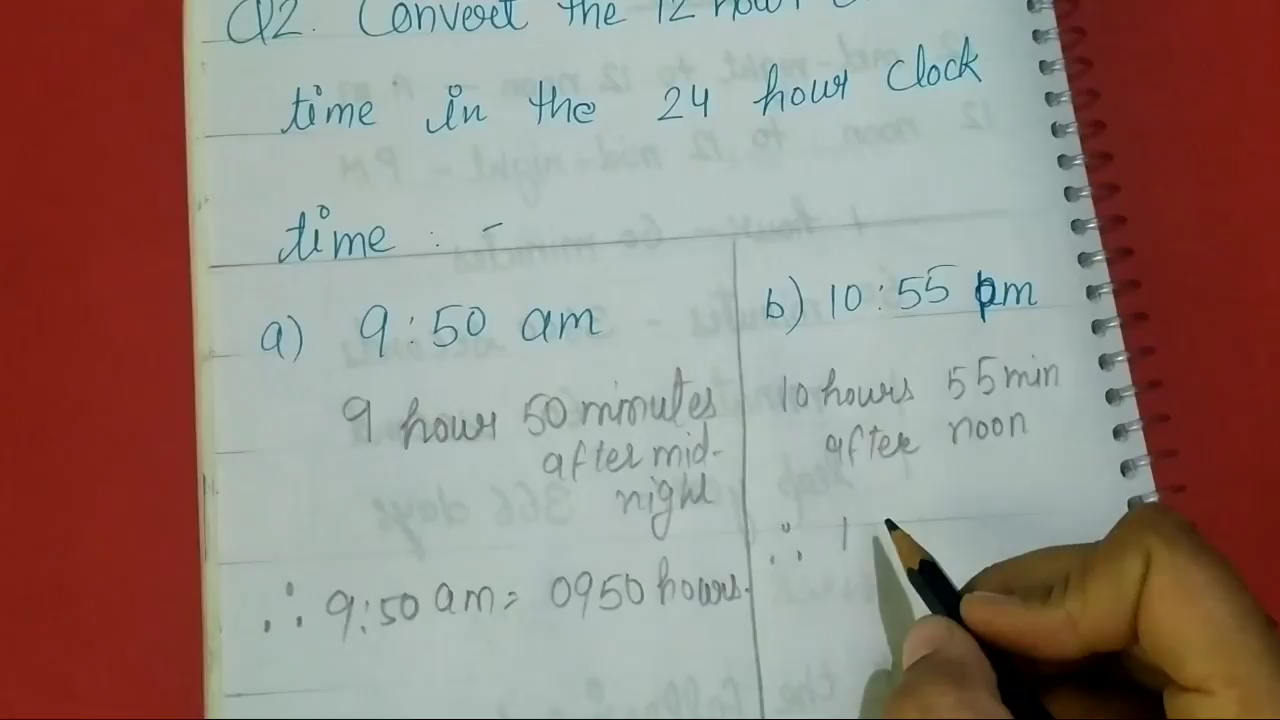 Q2. Convert the 12 hour
time in the 24 hour clock
time : -
a) 9:50 am
9 hour 50 minutes
after mid-
night
∴ 9:50 am = 0950 hours.
b) 10:55 pm
10 hours 55 min
after noon
∴ 1